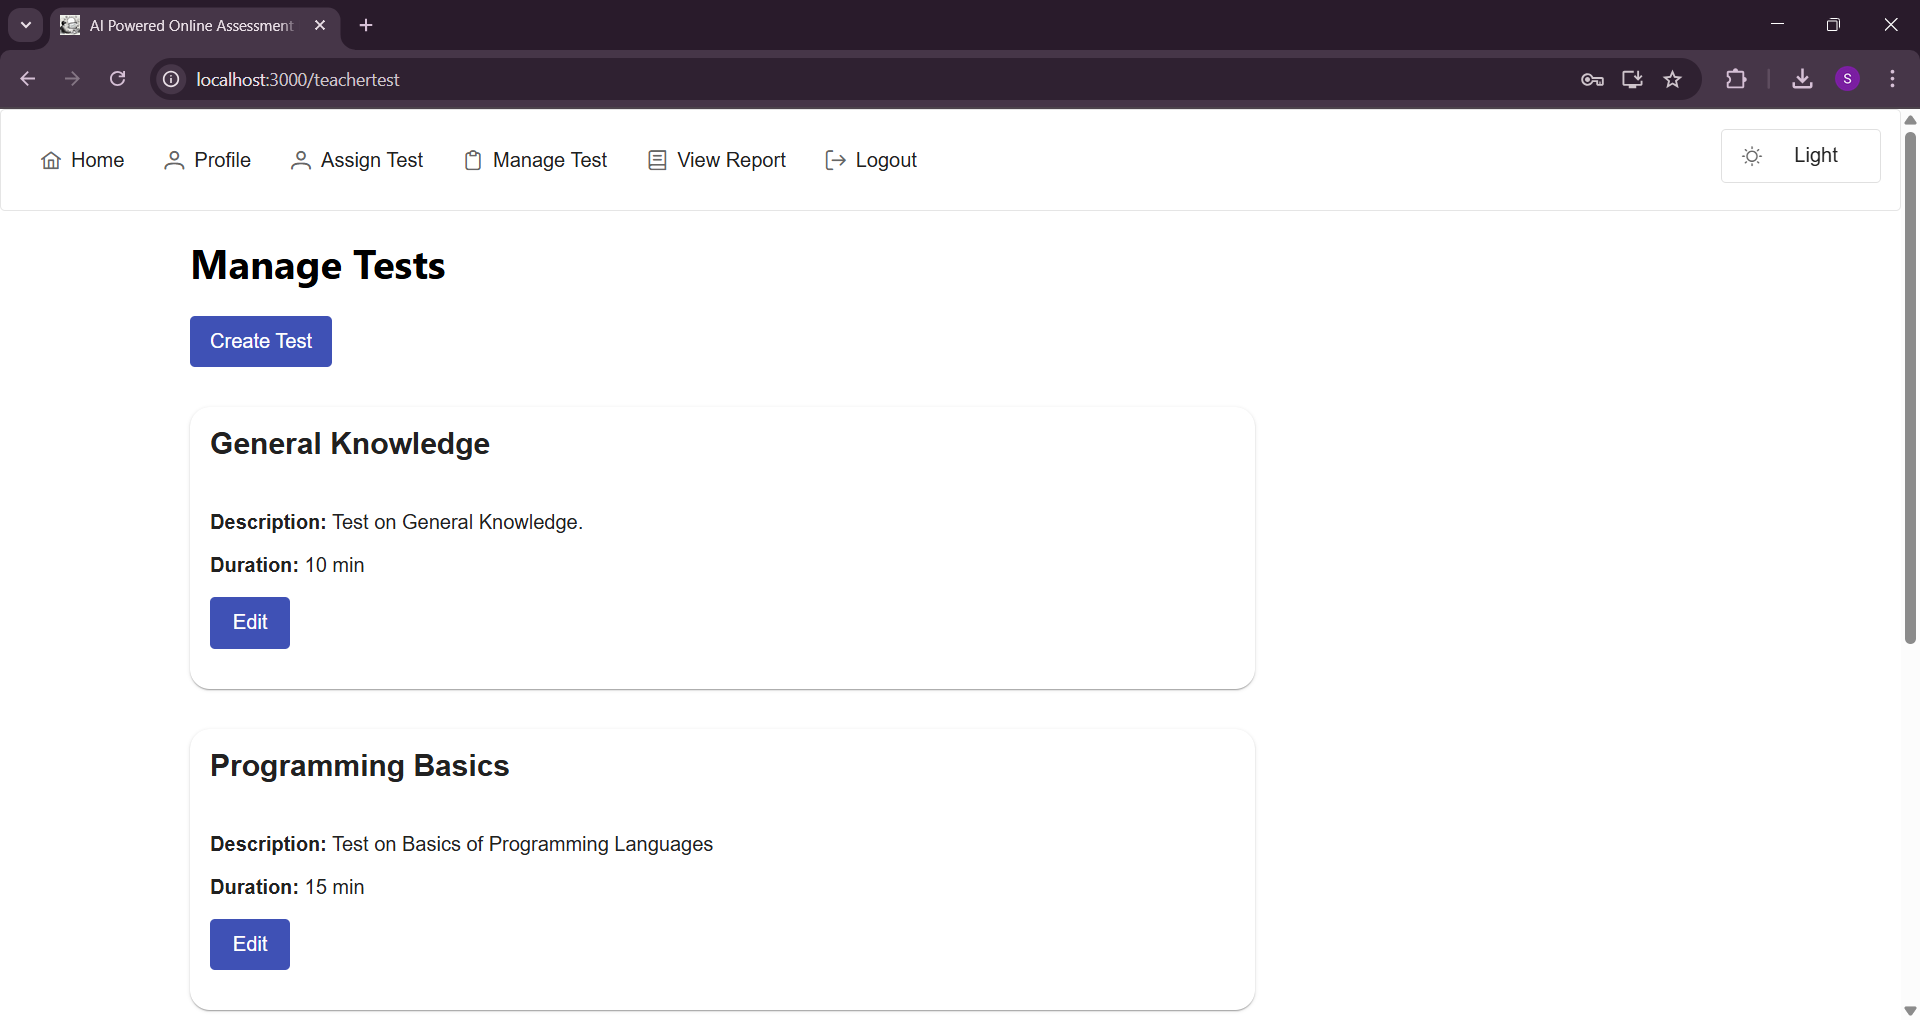 AI Powered Online Assessment
localhost:3000/teachertest
S
Home Profile Assign Test Manage Test View Report Logout Light
Manage Tests
Create Test
General Knowledge
Description: Test on General Knowledge.
Duration: 10 min
Edit
Programming Basics
Description: Test on Basics of Programming Languages
Duration: 15 min
Edit